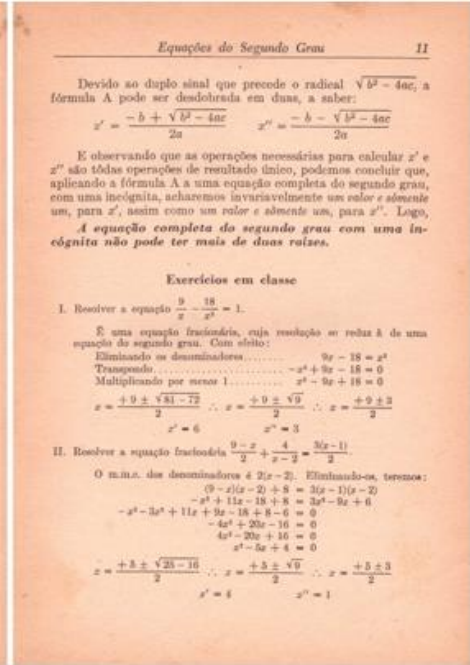 Equações do Segundo Grau 11
Devido ao duplo sinal que precede o radical √b² − 4ac, a
fórmula A pode ser desdobrada em duas, a saber:
x' = (− b + √b² − 4ac) / 2a x'' = (− b − √b² − 4ac) / 2a
E observando que as operações necessárias para calcular x' e
x'' são tôdas operações de resultado único, podemos concluir que,
aplicando a fórmula A a uma equação completa do segundo grau,
com uma incógnita, acharemos invariavelmente um valor e sòmente
um, para x', assim como um valor e sòmente um, para x''. Logo,
A equação completa do segundo grau com uma in-
cógnita não pode ter mais de duas raízes.
Exercícios em classe
I. Resolver a equação 9/x − 18/x² = 1.
É uma equação fracionária, cuja resolução se reduz à de uma
equação do segundo grau. Com efeito:
Eliminando os denominadores........ 9x − 18 = x²
Transpondo........................ − x² + 9x − 18 = 0
Multiplicando por menos 1.......... x² − 9x + 18 = 0
x = (+ 9 ± √81 − 72) / 2 ∴ x = (+ 9 ± √9) / 2 ∴ x = (+ 9 ± 3) / 2
x' = 6 x'' = 3
II. Resolver a equação fracionária (9 − x)/2 + 4/(x − 2) = 3(x − 1)/2.
O m.m.c. dos denominadores é 2(x − 2). Eliminando-os, teremos:
(9 − x)(x − 2) + 8 = 3(x − 1)(x − 2)
− x² + 11x − 18 + 8 = 3x² − 9x + 6
− x² − 3x² + 11x + 9x − 18 + 8 − 6 = 0
− 4x² + 20x − 16 = 0
4x² − 20x + 16 = 0
x² − 5x + 4 = 0
x = (+ 5 ± √25 − 16) / 2 ∴ x = (+ 5 ± √9) / 2 ∴ x = (+ 5 ± 3) / 2
x' = 4 x'' = 1